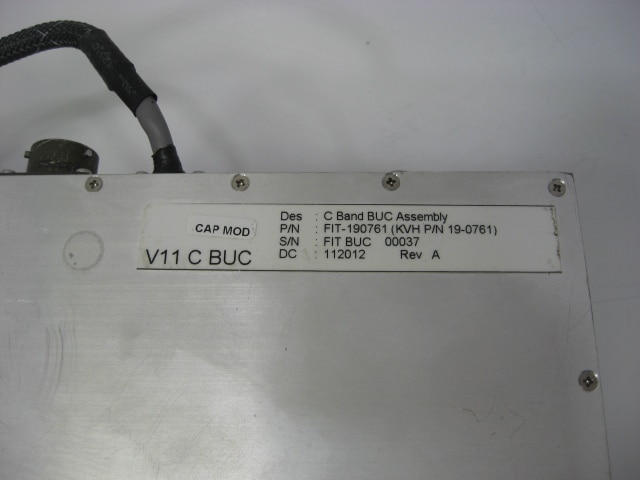 CAP MOD
V11 C BUC
Des : C Band BUC Assembly
P/N : FIT-190761 (KVH P/N 19-0761)
S/N : FIT BUC 00037
DC : 112012 Rev A